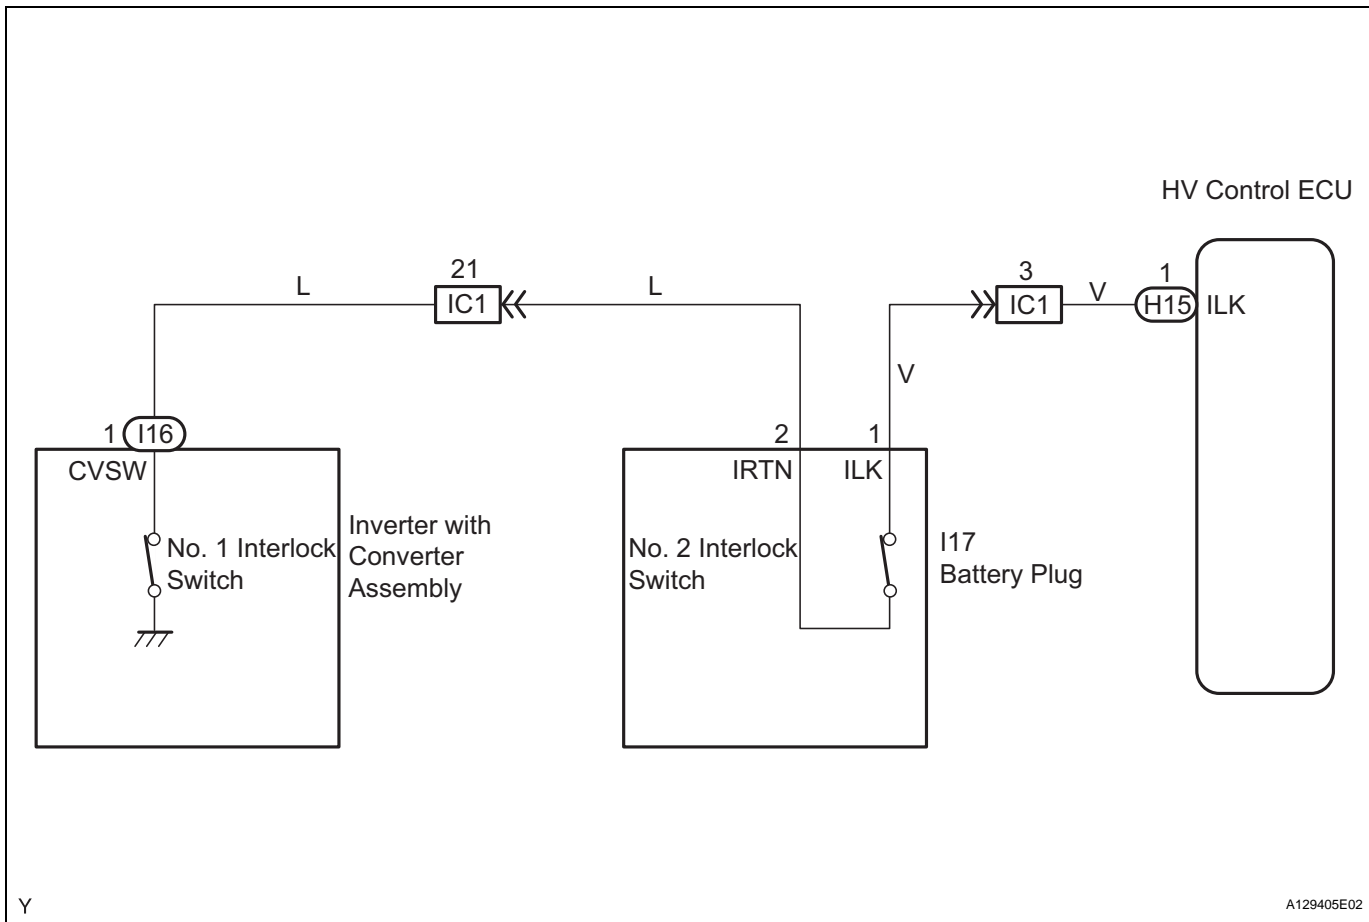 HV Control ECU
21
3
1
L
IC1
L
IC1
V
H15
ILK
V
1
I16
2
1
CVSW
IRTN
ILK
No. 1 Interlock
Switch
Inverter with
Converter
Assembly
No. 2 Interlock
Switch
I17
Battery Plug
Y
A129405E02